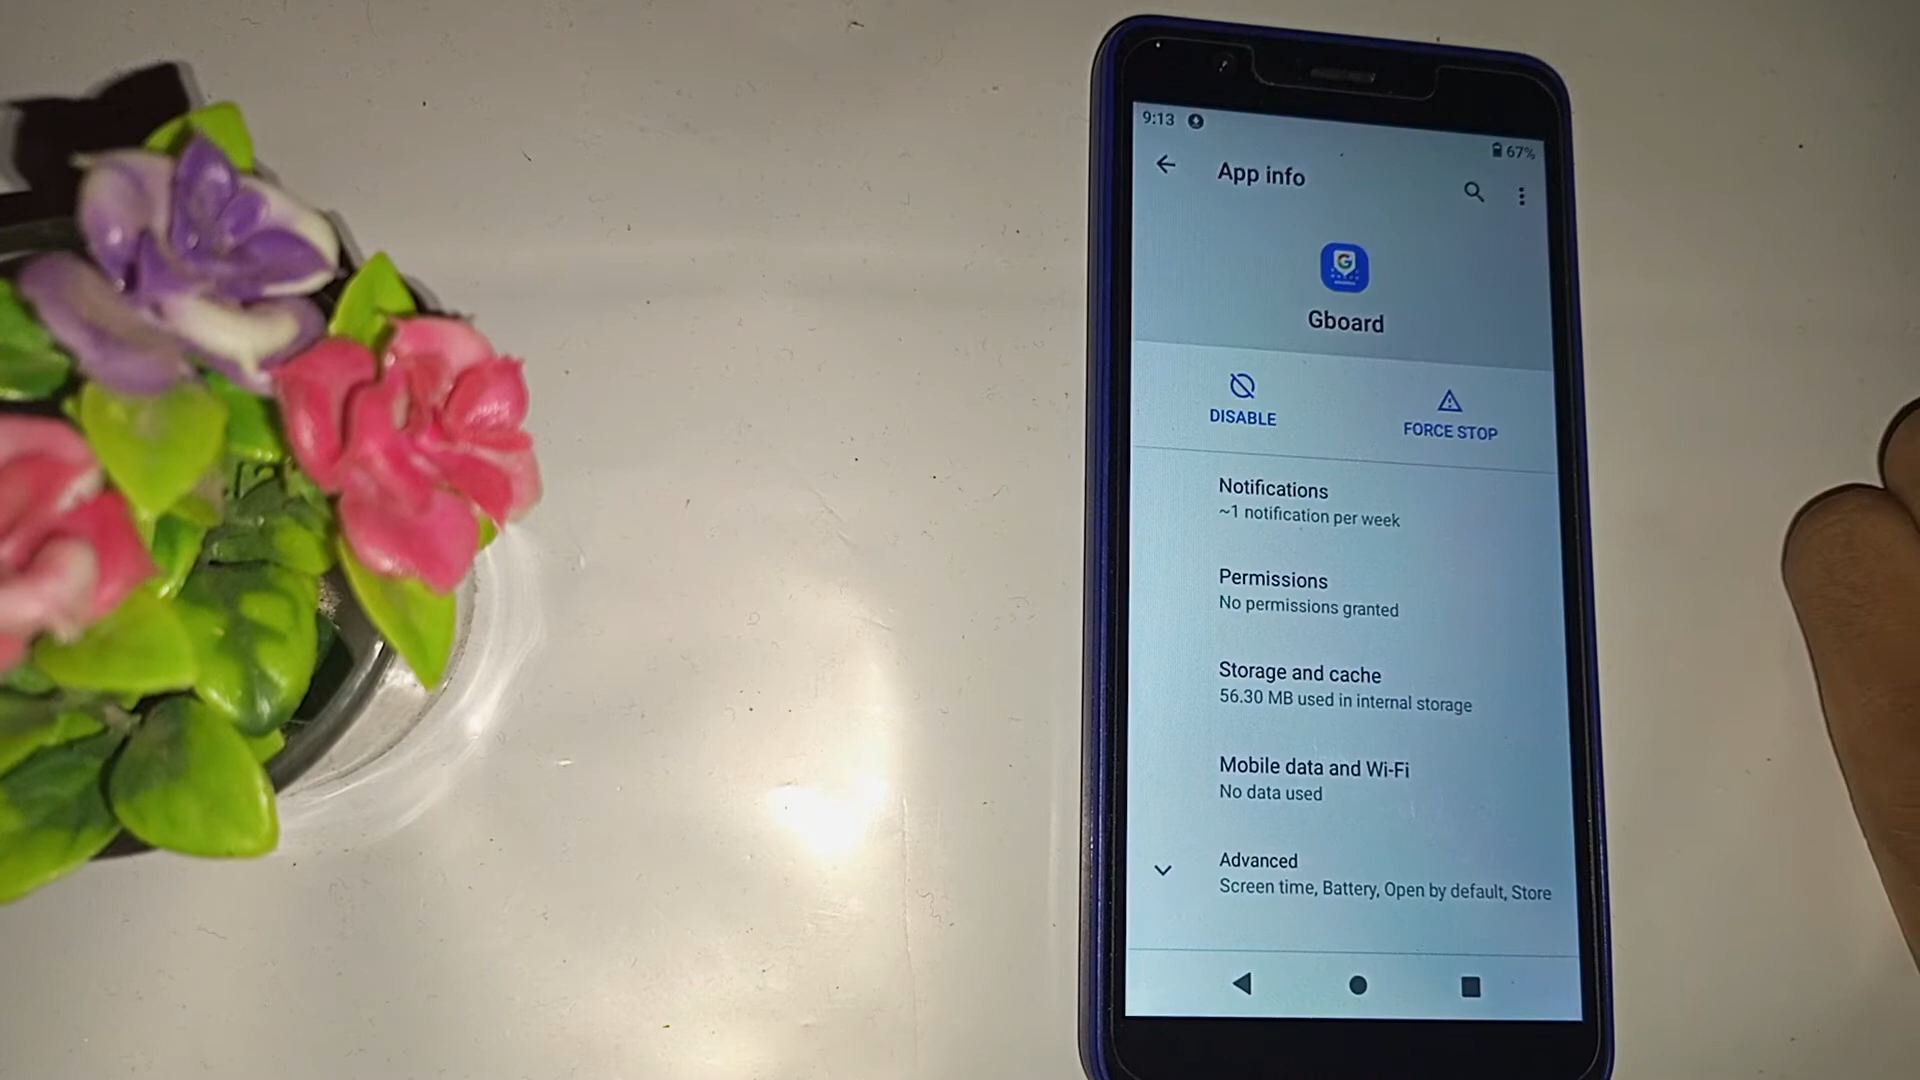 9:13
67%
App info
G
Gboard
DISABLE
FORCE STOP
Notifications
~1 notification per week
Permissions
No permissions granted
Storage and cache
56.30 MB used in internal storage
Mobile data and Wi-Fi
No data used
Advanced
Screen time, Battery, Open by default, Store